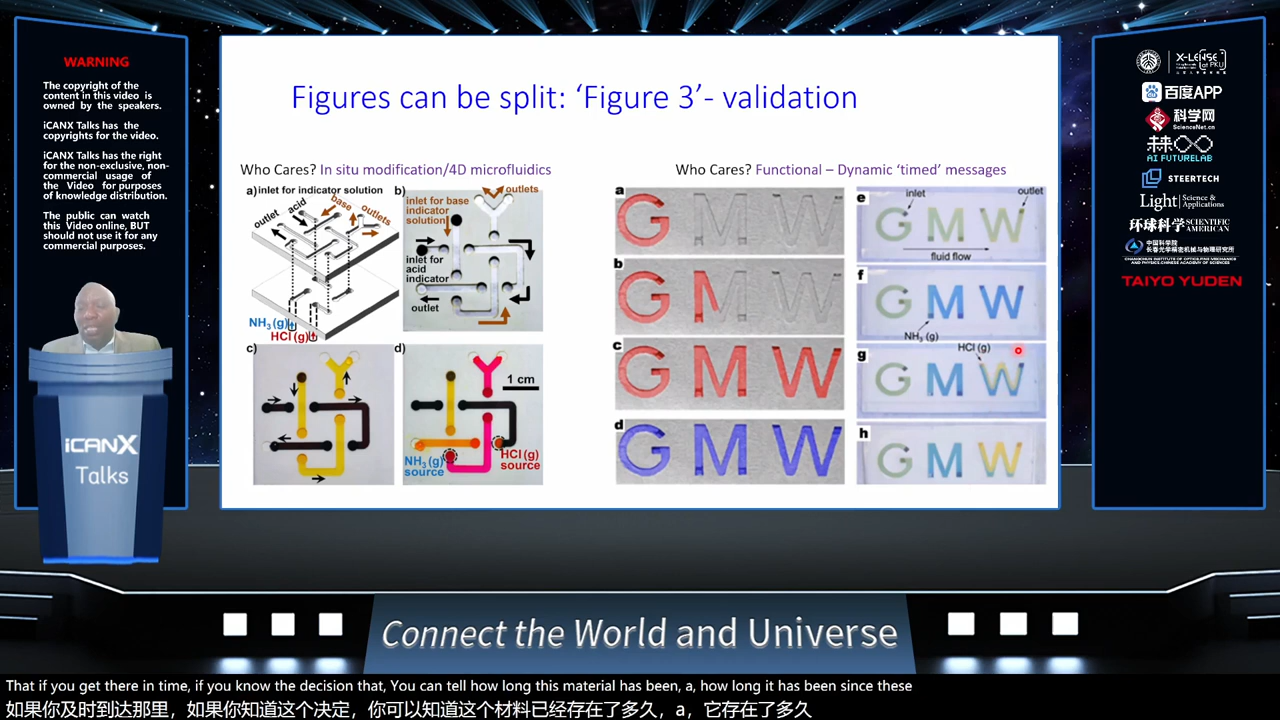 WARNING
The copyright of the
content in this video is
owned by the speakers.
iCANX Talks has the
copyrights for the video.
iCANX Talks has the right
for the non-exclusive, non-
commercial usage of
the Video for purposes
of knowledge distribution.
The public can watch
this Video online, BUT
should not use it for any
commercial purposes.
iCANX
Talks
Figures can be split: ‘Figure 3’- validation
Who Cares? In situ modification/4D microfluidics
a) inlet for indicator solution
outlet
acid
base
outlets
NH₃ (g)
HCl (g)
b)
outlets
inlet for base
indicator
solution
inlet for
acid
indicator
outlet
c)
d)
1 cm
NH₃ (g)
source
HCl (g)
source
Who Cares? Functional – Dynamic ‘timed’ messages
a
G M W
b
G M W
c
G M W
d
G M W
e
inlet
outlet
G M W
fluid flow
f
G M W
NH₃ (g)
g
HCl (g)
G M W
h
G M W
X-LENSE
at PKU
百度APP
科学网
ScienceNet.cn
AI FUTURELAB
STEERTECH
Light Science & Applications
环球科学 SCIENTIFIC AMERICAN
中国科学院
长春光学精密机械与物理研究所
CHANGCHUN INSTITUTE OF OPTICS, FINE MECHANICS
AND PHYSICS, CHINESE ACADEMY OF SCIENCES
TAIYO YUDEN
Connect the World and Universe
That if you get there in time, if you know the decision that, You can tell how long this material has been, a, how long it has been since these
如果你及时到达那里，如果你知道这个决定，你可以知道这个材料已经存在了多久，a，它存在了多久